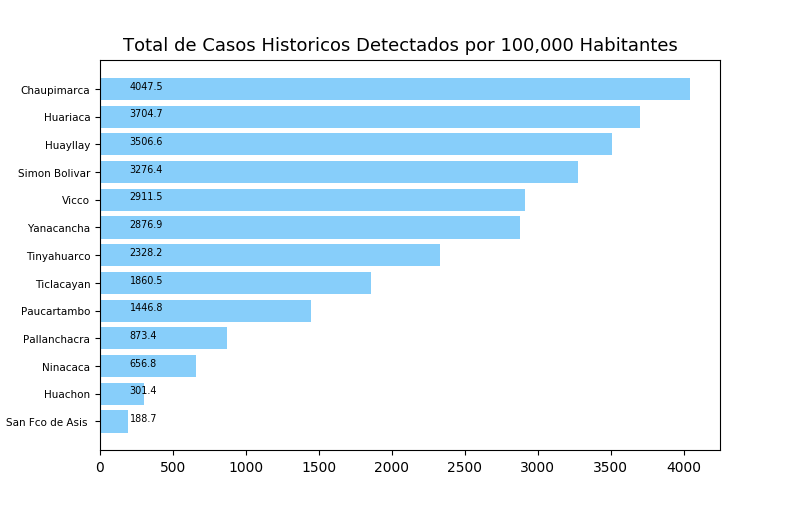 Total de Casos Historicos Detectados por 100,000 Habitantes
Chaupimarca 4047.5
Huariaca 3704.7
Huayllay 3506.6
Simon Bolivar 3276.4
Vicco 2911.5
Yanacancha 2876.9
Tinyahuarco 2328.2
Ticlacayan 1860.5
Paucartambo 1446.8
Pallanchacra 873.4
Ninacaca 656.8
Huachon 301.4
San Fco de Asis 188.7
0 500 1000 1500 2000 2500 3000 3500 4000